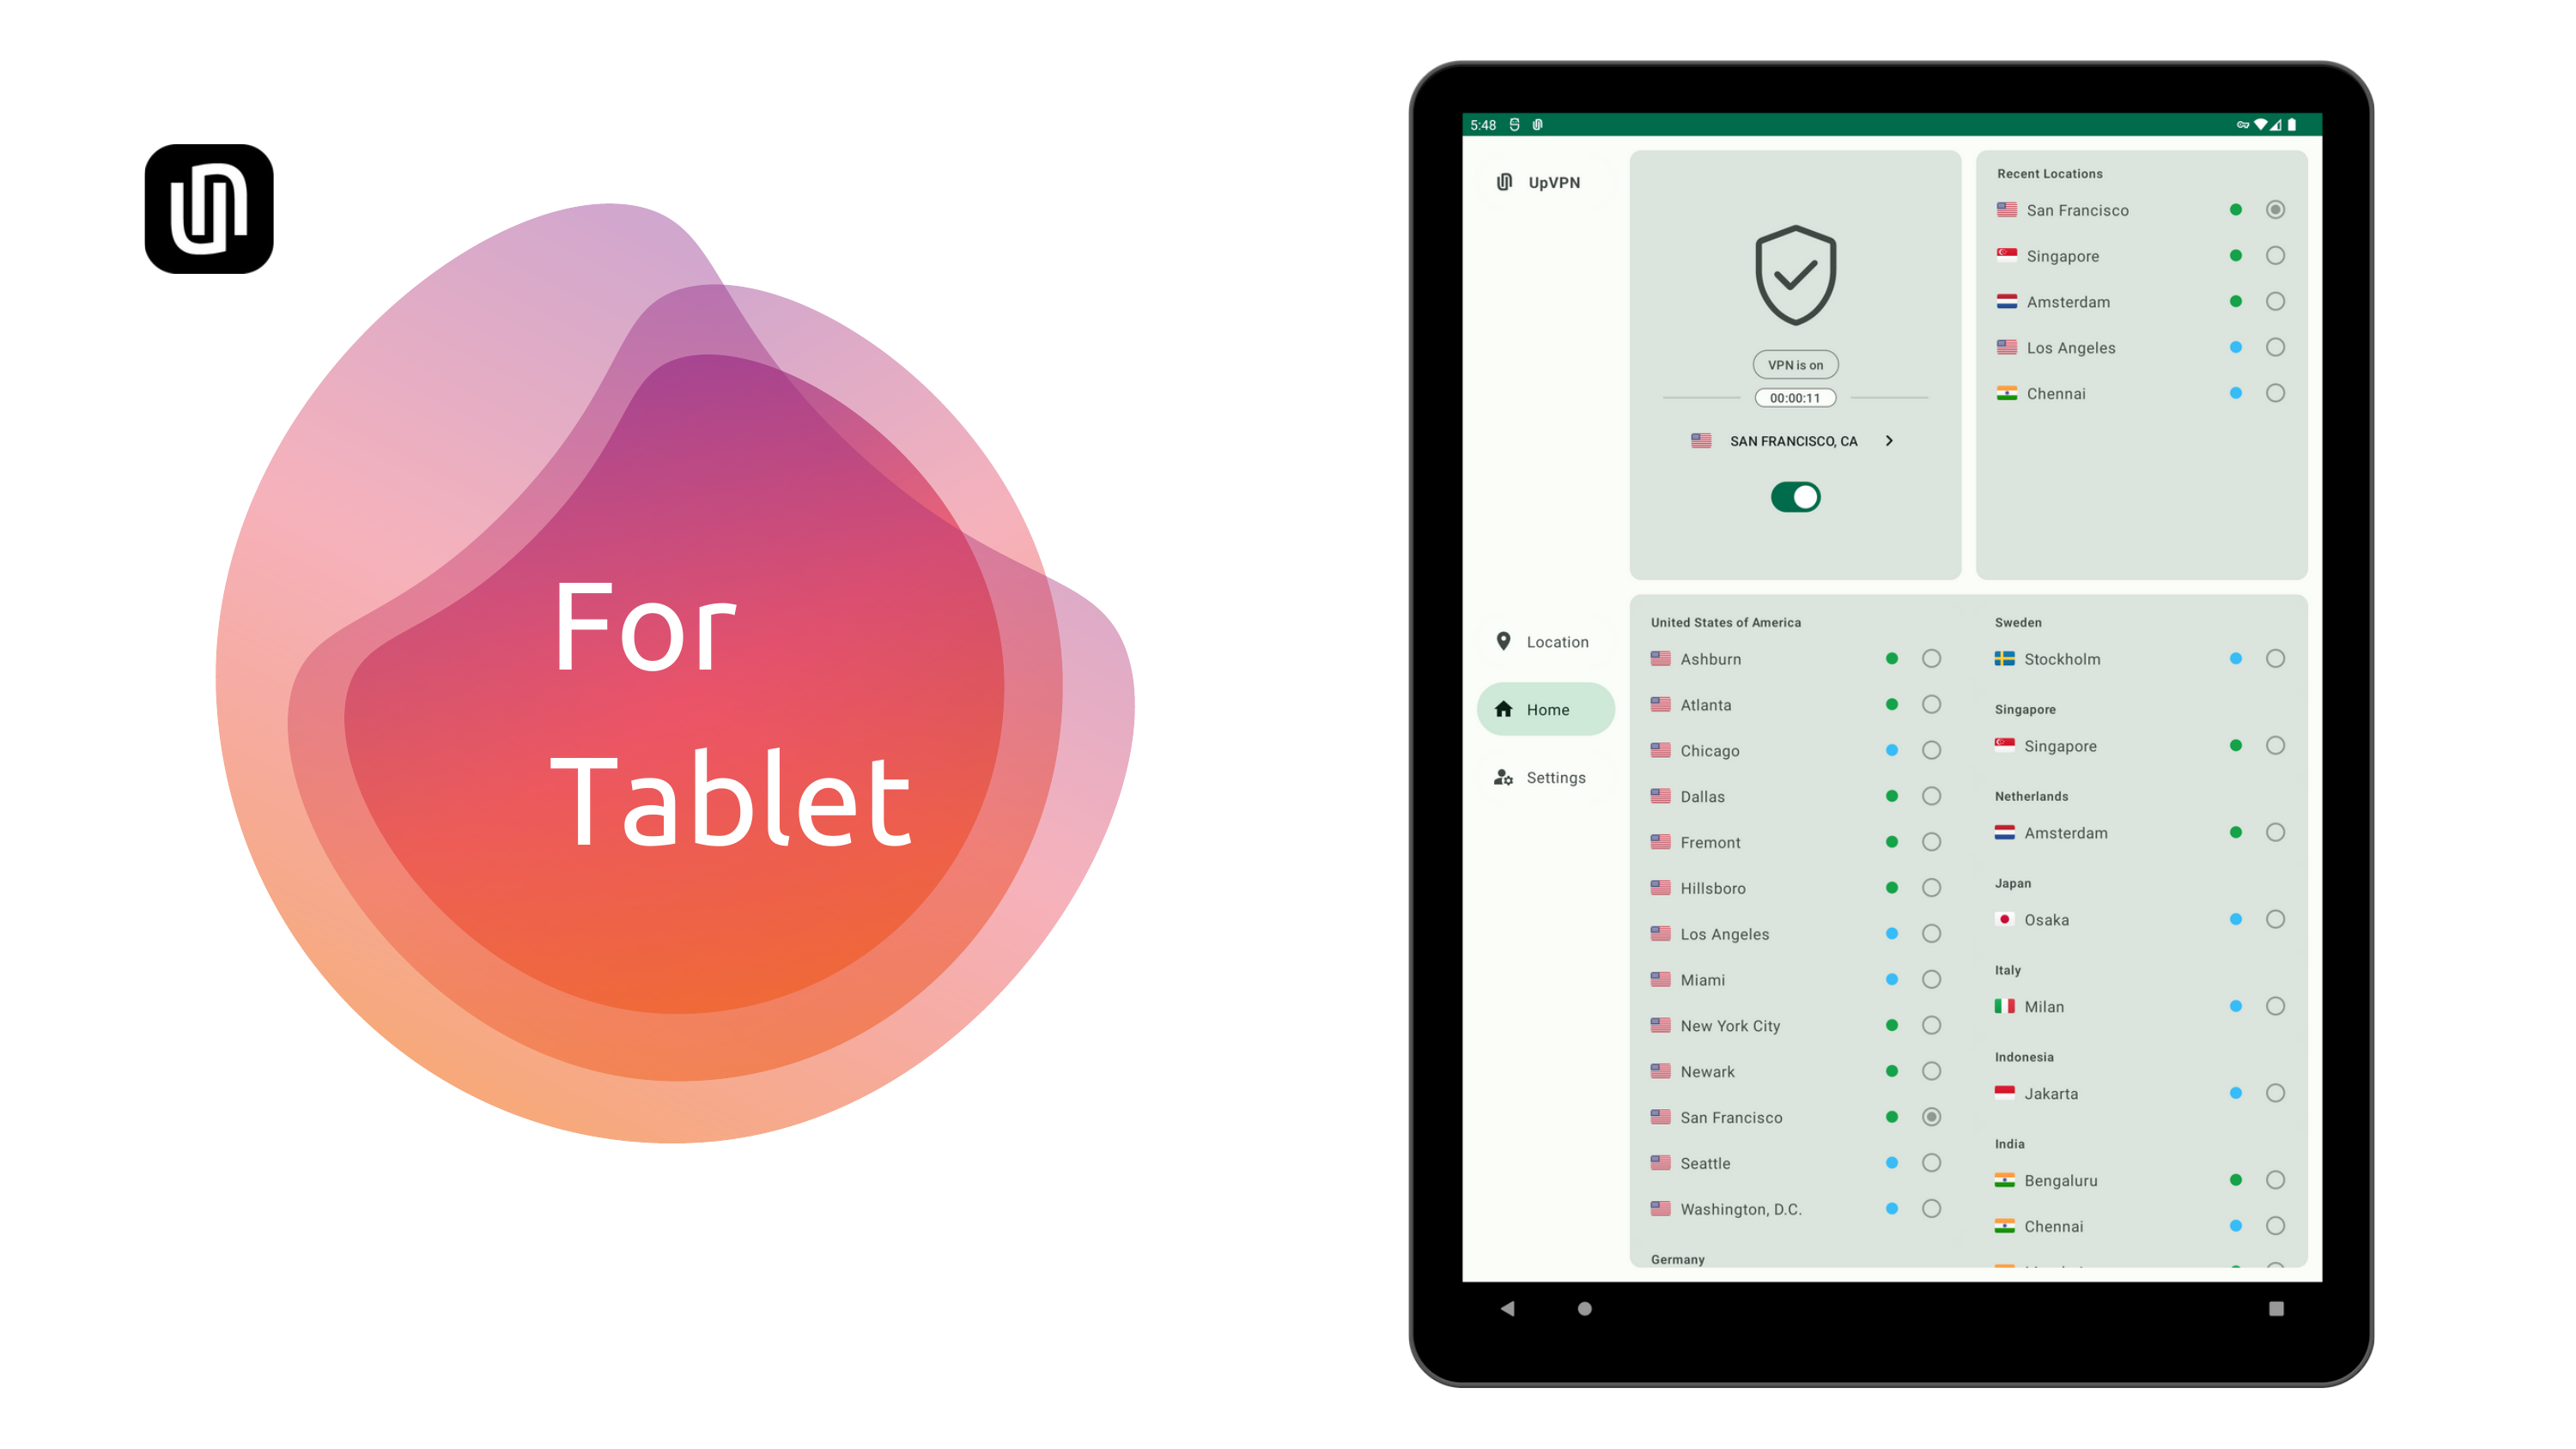 For
Tablet
5:48
UpVPN
Location
Home
Settings
VPN is on
00:00:11
SAN FRANCISCO, CA
Recent Locations
San Francisco
Singapore
Amsterdam
Los Angeles
Chennai
United States of America
Ashburn
Atlanta
Chicago
Dallas
Fremont
Hillsboro
Los Angeles
Miami
New York City
Newark
San Francisco
Seattle
Washington, D.C.
Germany
Sweden
Stockholm
Singapore
Singapore
Netherlands
Amsterdam
Japan
Osaka
Italy
Milan
Indonesia
Jakarta
India
Bengaluru
Chennai